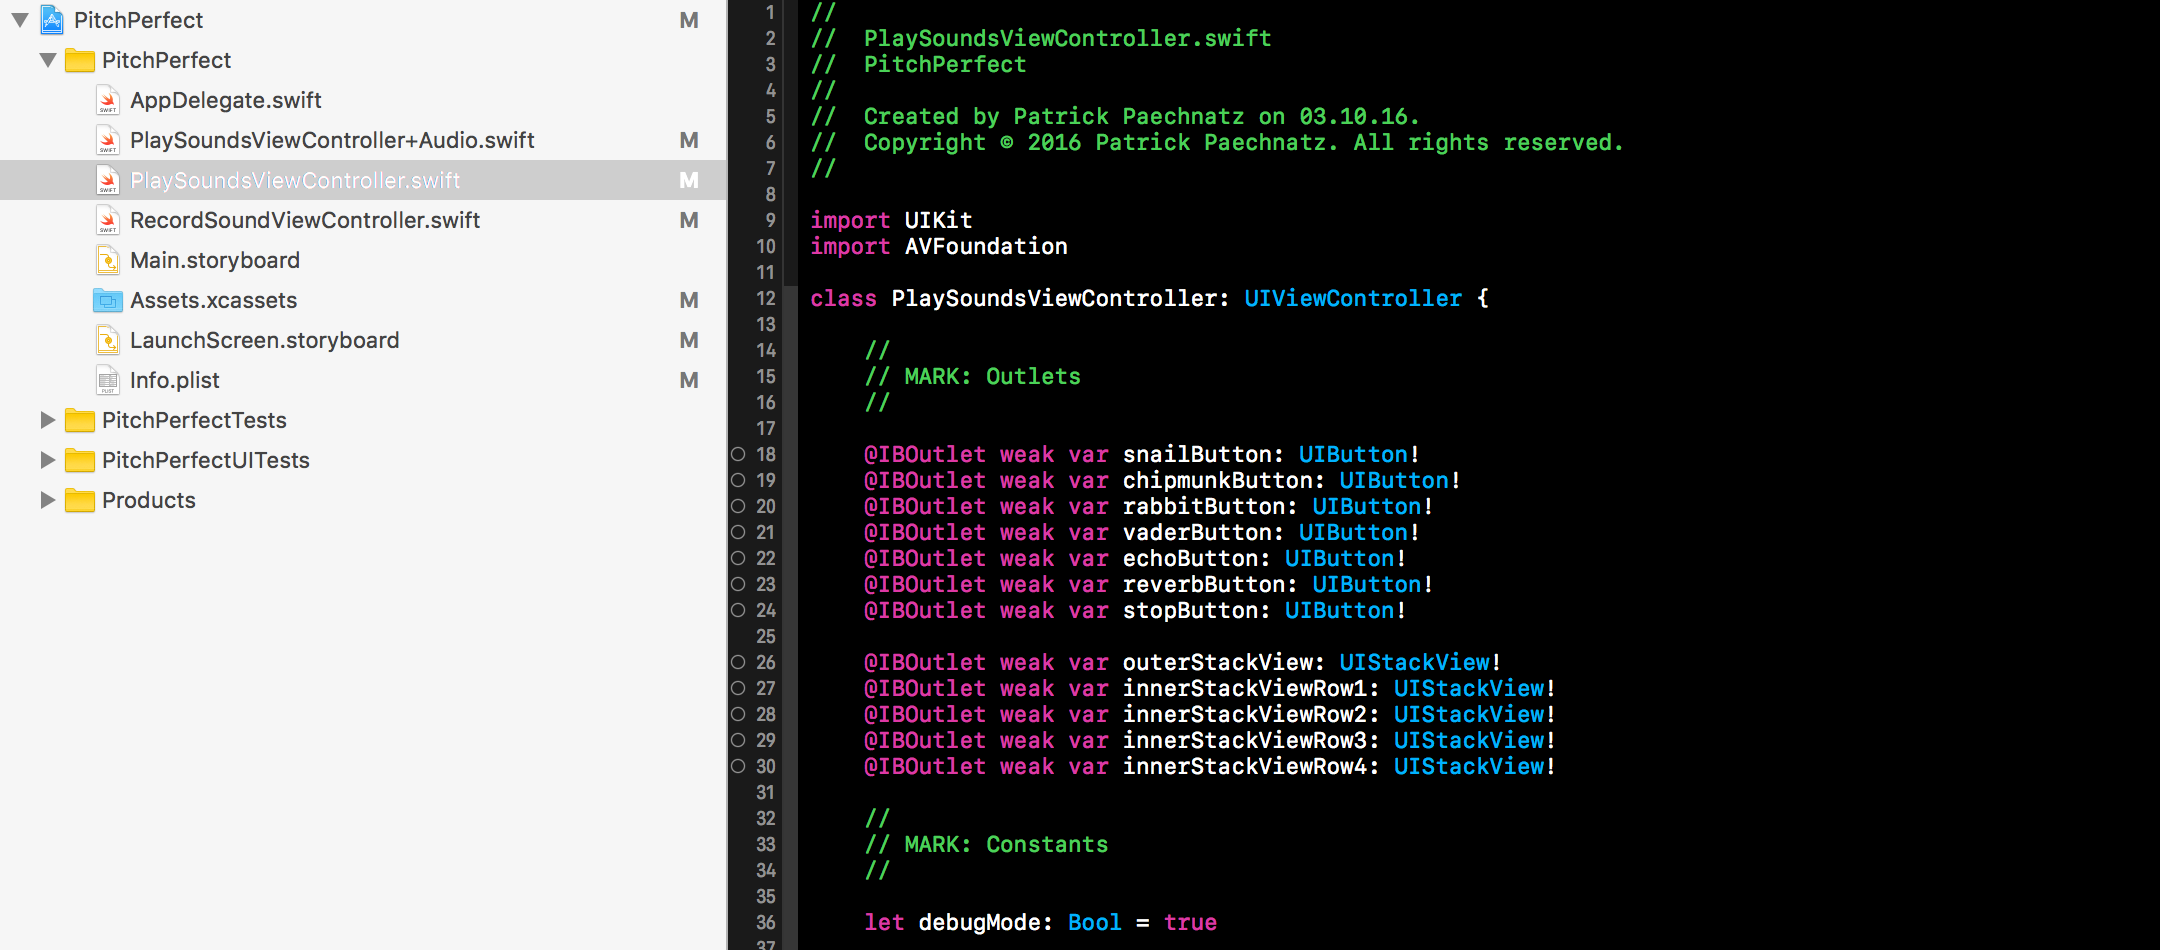 PitchPerfect M
PitchPerfect
AppDelegate.swift
PlaySoundsViewController+Audio.swift M
PlaySoundsViewController.swift M
RecordSoundViewController.swift M
Main.storyboard
Assets.xcassets M
LaunchScreen.storyboard M
Info.plist M
PitchPerfectTests
PitchPerfectUITests
Products
1 //
2 //  PlaySoundsViewController.swift
3 //  PitchPerfect
4 //
5 //  Created by Patrick Paechnatz on 03.10.16.
6 //  Copyright © 2016 Patrick Paechnatz. All rights reserved.
7 //
8
9 import UIKit
10 import AVFoundation
11
12 class PlaySoundsViewController: UIViewController {
13
14     //
15     // MARK: Outlets
16     //
17
18     @IBOutlet weak var snailButton: UIButton!
19     @IBOutlet weak var chipmunkButton: UIButton!
20     @IBOutlet weak var rabbitButton: UIButton!
21     @IBOutlet weak var vaderButton: UIButton!
22     @IBOutlet weak var echoButton: UIButton!
23     @IBOutlet weak var reverbButton: UIButton!
24     @IBOutlet weak var stopButton: UIButton!
25
26     @IBOutlet weak var outerStackView: UIStackView!
27     @IBOutlet weak var innerStackViewRow1: UIStackView!
28     @IBOutlet weak var innerStackViewRow2: UIStackView!
29     @IBOutlet weak var innerStackViewRow3: UIStackView!
30     @IBOutlet weak var innerStackViewRow4: UIStackView!
31
32     //
33     // MARK: Constants
34     //
35
36     let debugMode: Bool = true
37